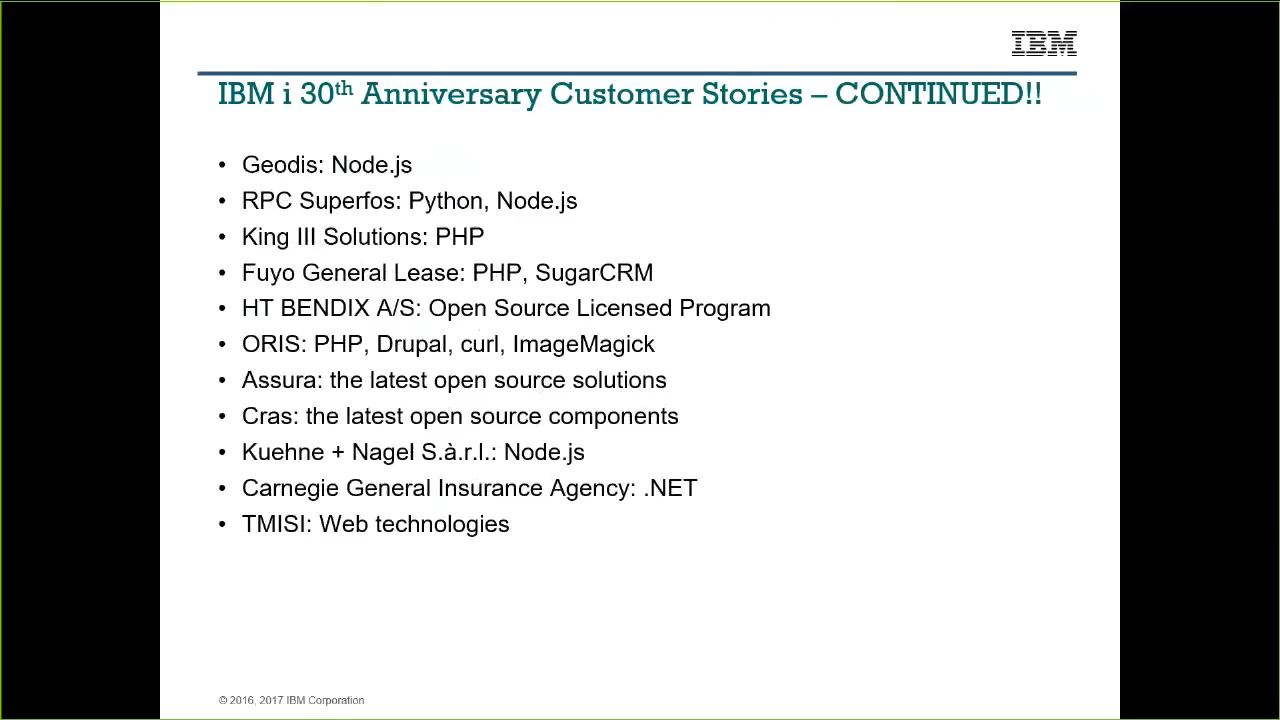 IBM
IBM i 30th Anniversary Customer Stories – CONTINUED!!
• Geodis: Node.js
• RPC Superfos: Python, Node.js
• King III Solutions: PHP
• Fuyo General Lease: PHP, SugarCRM
• HT BENDIX A/S: Open Source Licensed Program
• ORIS: PHP, Drupal, curl, ImageMagick
• Assura: the latest open source solutions
• Cras: the latest open source components
• Kuehne + Nagel S.à.r.l.: Node.js
• Carnegie General Insurance Agency: .NET
• TMISI: Web technologies
© 2016, 2017 IBM Corporation